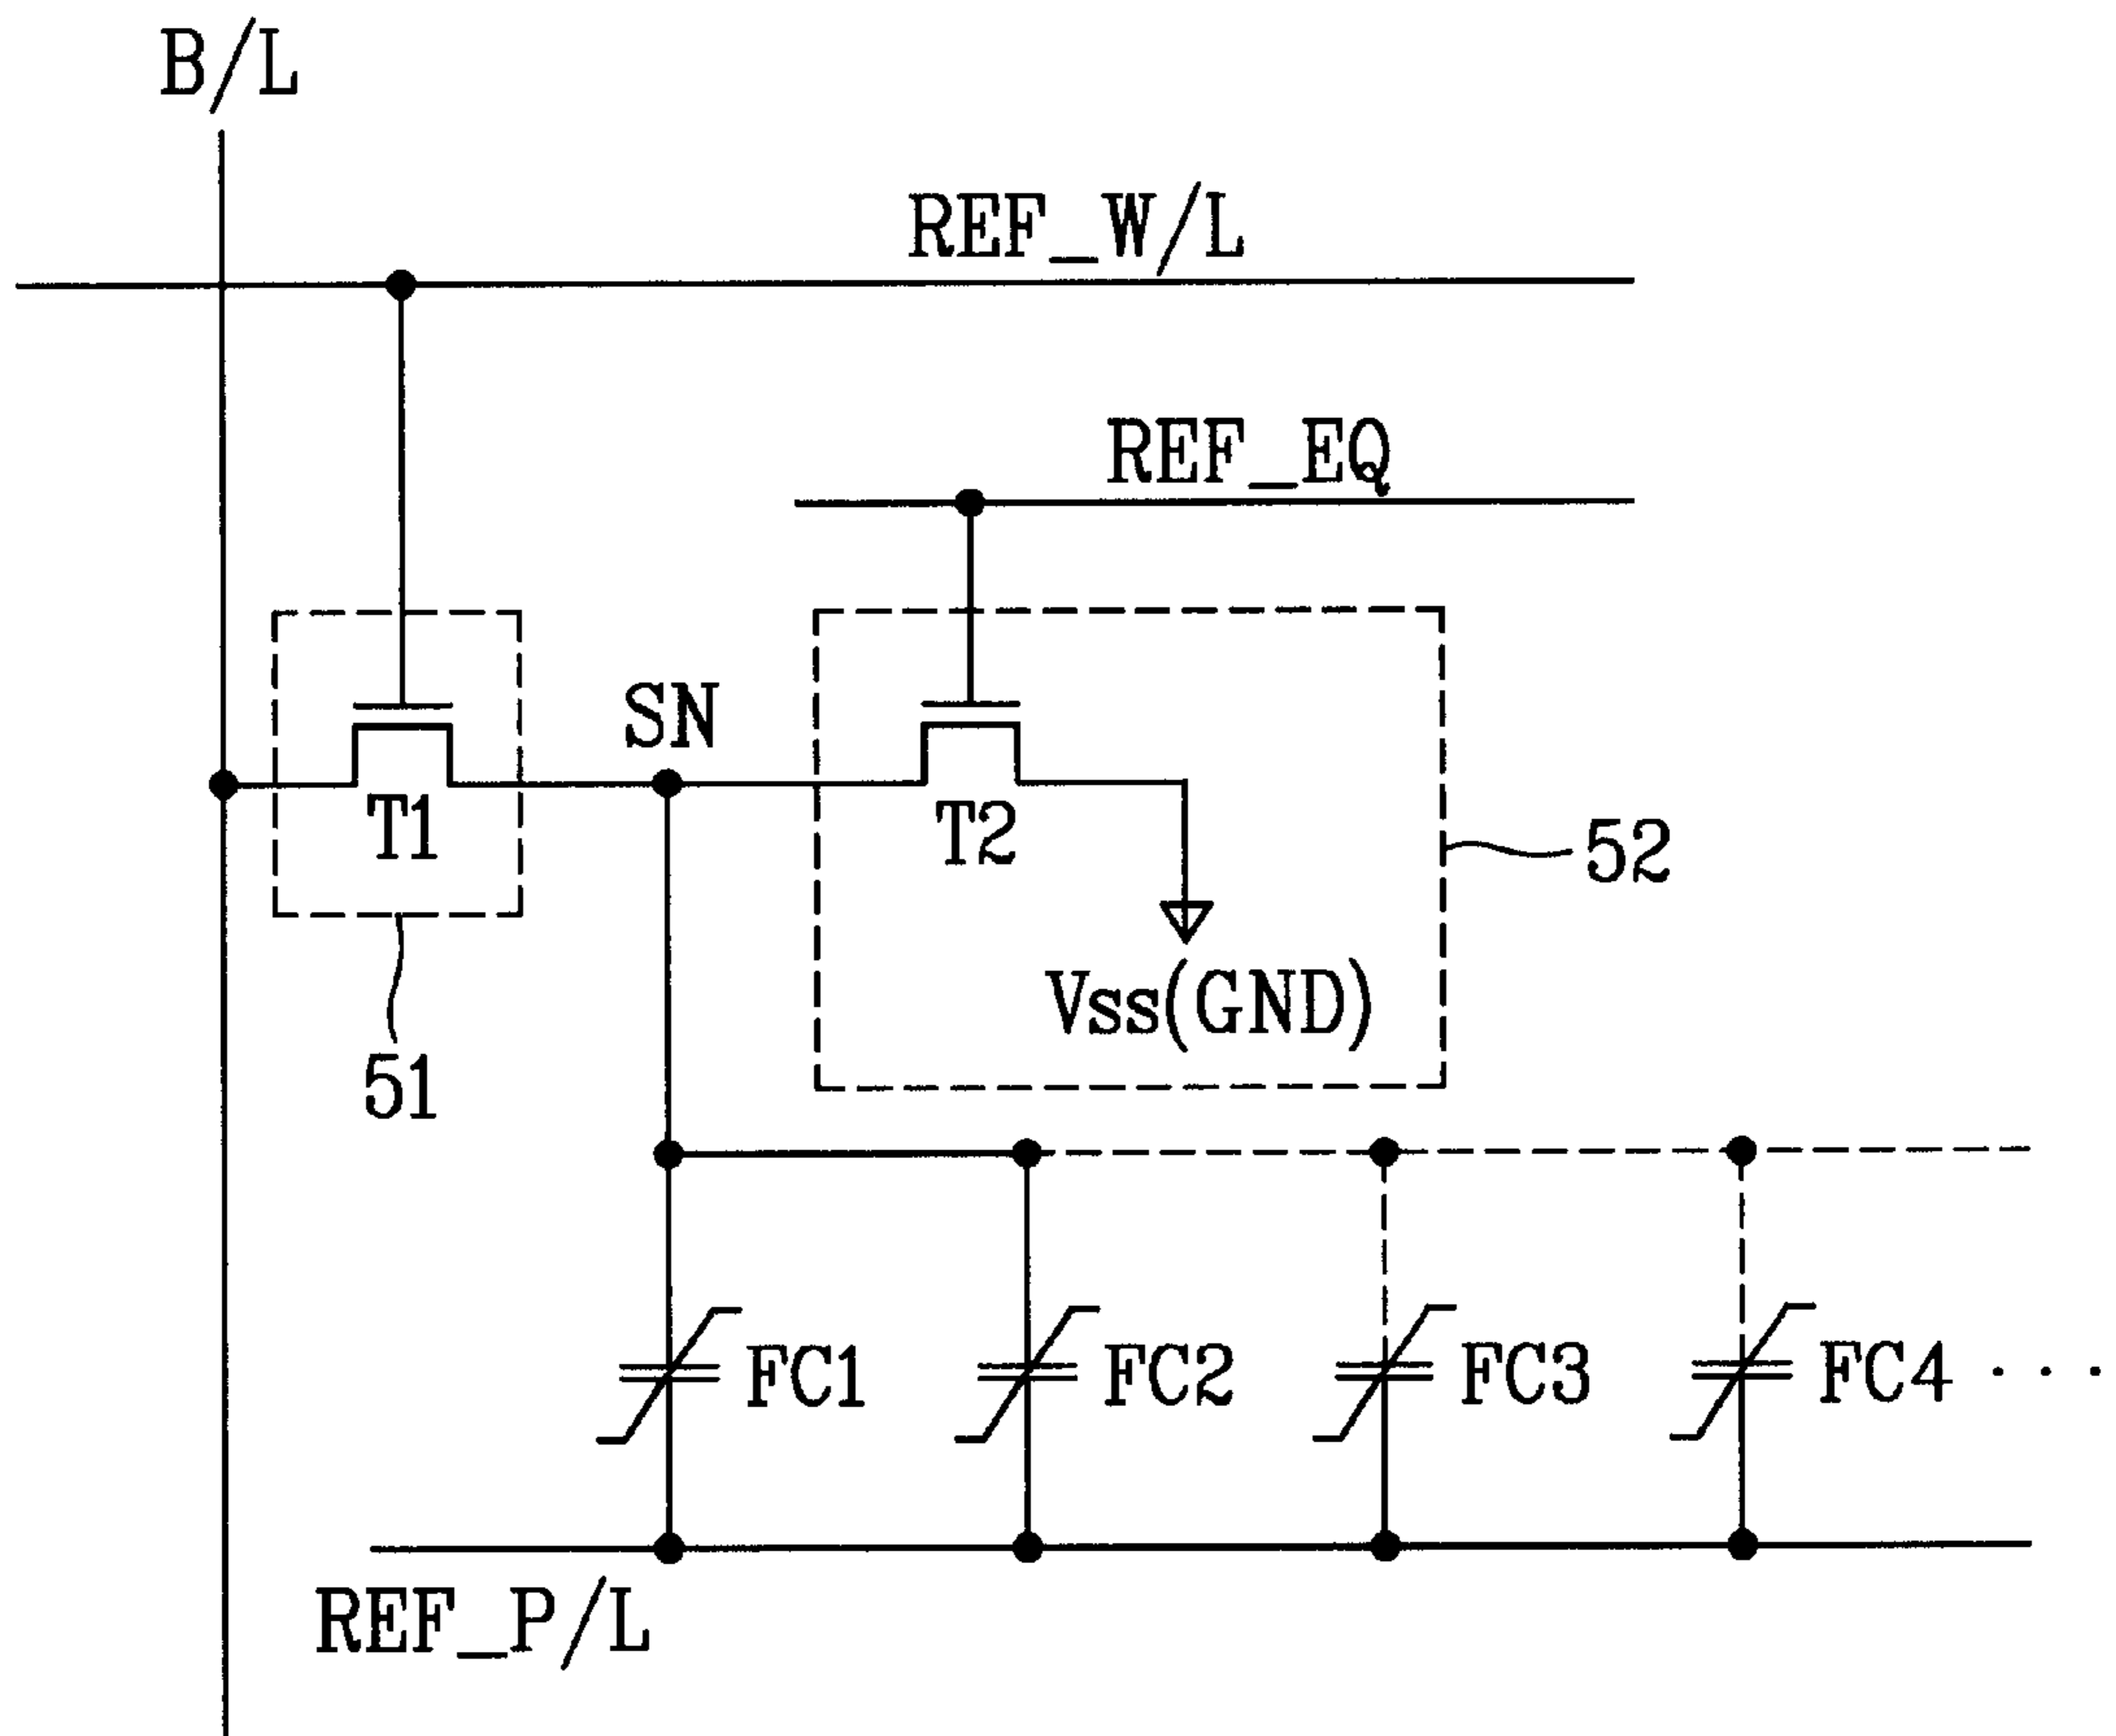 B/L
REF_W/L
REF_EQ
SN
T1
T2
52
Vss(GND)
51
FC1 FC2 FC3 FC4 · · ·
REF_P/L